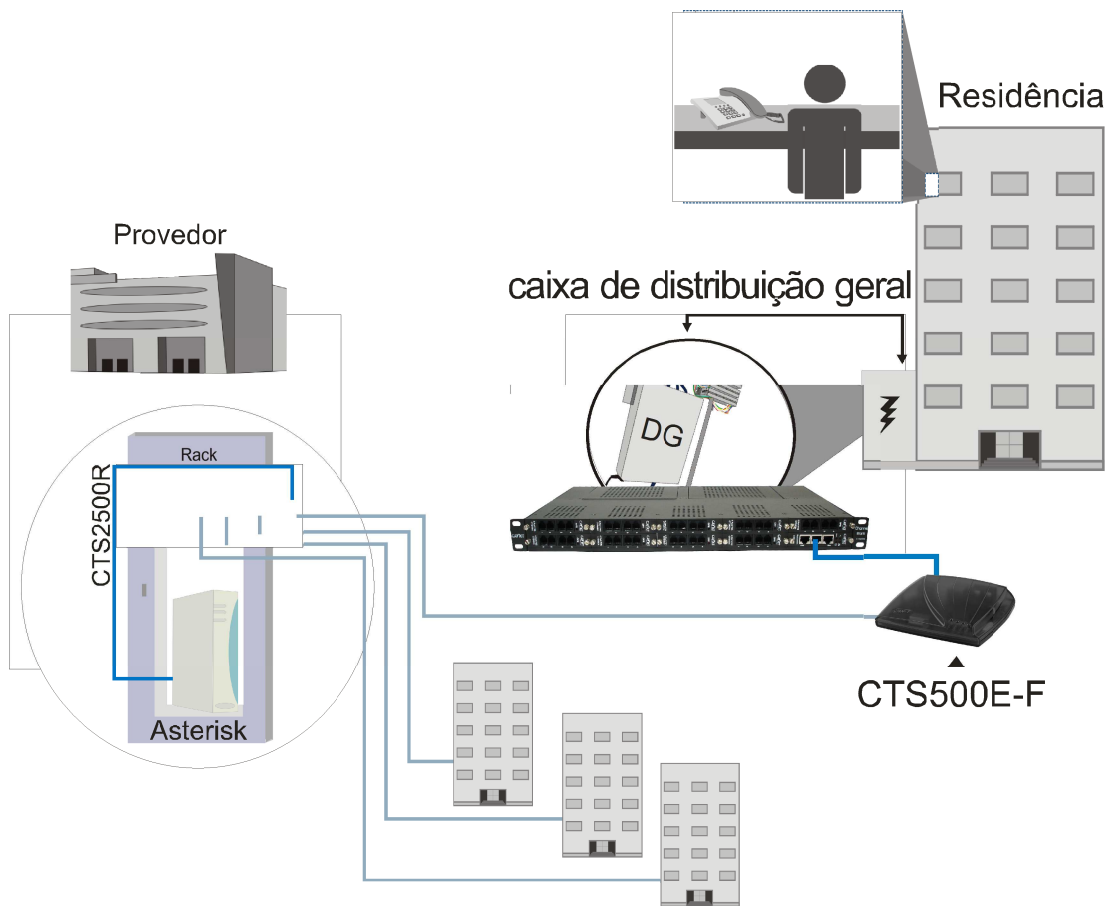 Residência
Provedor
caixa de distribuição geral
DG
Rack
CTS2500R
Asterisk
CTS500E-F